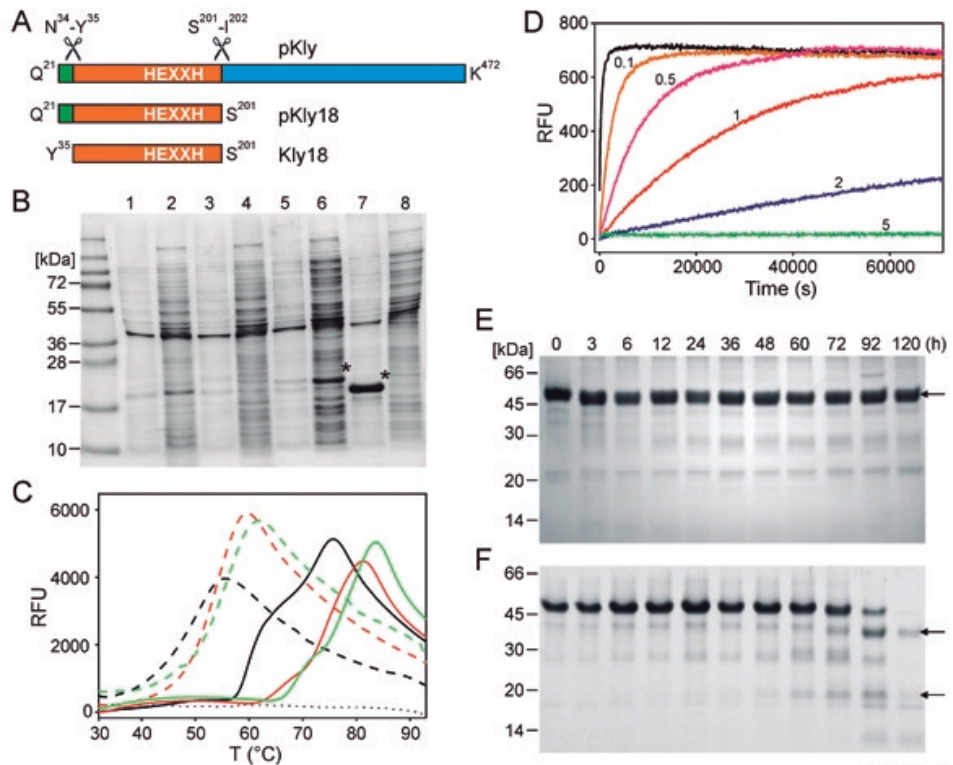 A
N³⁴-Y³⁵ S²⁰¹-I²⁰²
pKly
Q²¹ HEXXH K⁴⁷²
Q²¹ HEXXH S²⁰¹ pKly18
Y³⁵ HEXXH S²⁰¹ Kly18
B
1 2 3 4 5 6 7 8
[kDa]
72
55
36
28
17
10
* *
C
6000
4000
2000
0
RFU
30 40 50 60 70 80 90
T (°C)
D
800
600
400
200
0
RFU
0.1
0.5
1
2
5
0 20000 40000 60000
Time (s)
E
0 3 6 12 24 36 48 60 72 92 120 (h)
[kDa]
66
45
30
20
14
F
66
45
30
20
14